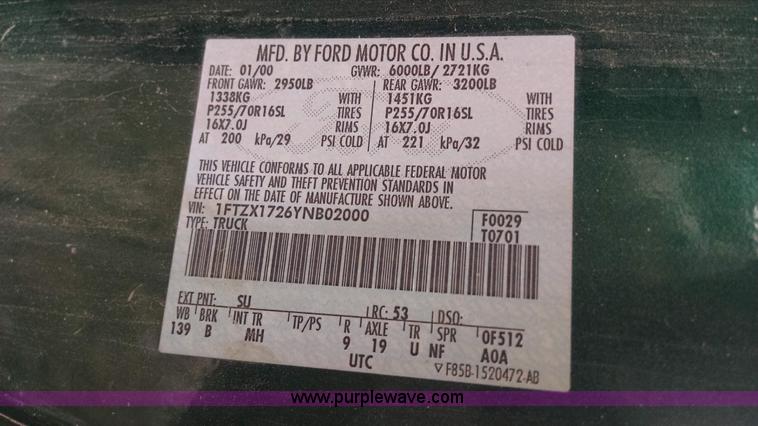 MFD. BY FORD MOTOR CO. IN U.S.A.
DATE: 01/00 GVWR: 6000LB/ 2721KG
FRONT GAWR: 2950LB REAR GAWR: 3200LB
1338KG WITH 1451KG WITH
P255/70R16SL TIRES P255/70R16SL TIRES
16X7.0J RIMS 16X7.0J RIMS
AT 200 kPa/29 PSI COLD AT 221 kPa/32 PSI COLD
THIS VEHICLE CONFORMS TO ALL APPLICABLE FEDERAL MOTOR
VEHICLE SAFETY AND THEFT PREVENTION STANDARDS IN
EFFECT ON THE DATE OF MANUFACTURE SHOWN ABOVE.
VIN: 1FTZX1726YNB02000 F0029
TYPE: TRUCK T0701
EXT PNT: SU RC: 53 DSO:
WB BRK INT TR TP/PS R AXLE TR SPR 0F512
139 B MH 9 19 U NF A0A
UTC ▽F85B-1520472-AB
www.purplewave.com